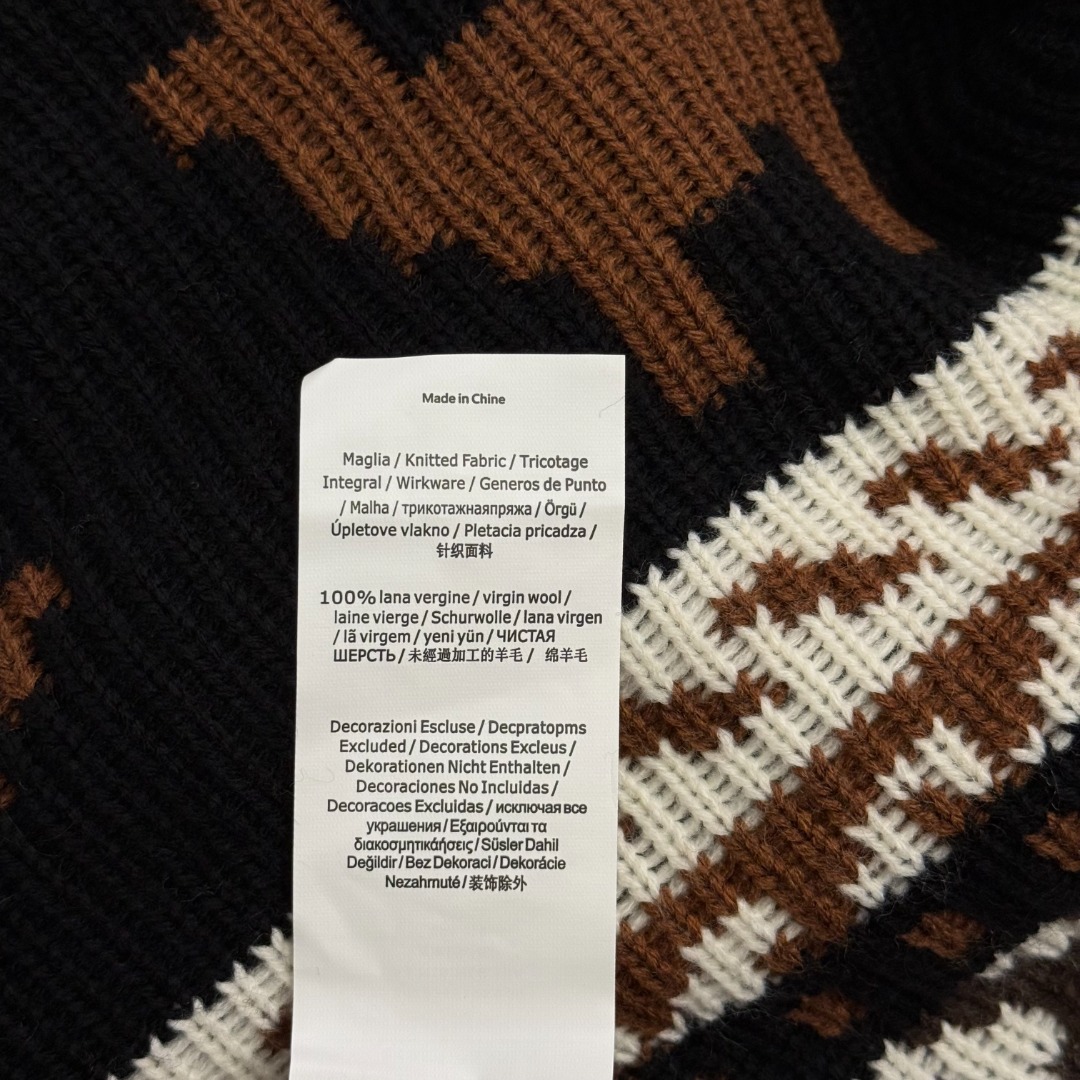 Made in Chine
Maglia / Knitted Fabric / Tricotage
Integral / Wirkware / Generos de Punto
/ Malha / трикотажнаяпряжа / Örgü /
Úpletove vlakno / Pletacia pricadza /
针织面料
100% lana vergine / virgin wool /
laine vierge / Schurwolle / lana virgen
/ lã virgem / yeni yün / ЧИСТАЯ
ШЕРСТЬ / 未經過加工的羊毛 / 绵羊毛
Decorazioni Escluse / Decpratopms
Excluded / Decorations Excleus /
Dekorationen Nicht Enthalten /
Decoraciones No Incluidas /
Decoracoes Excluidas / исключая все
украшения / Εξαιρούνται τα
διακοσμητικάήσεις / Süsler Dahil
Değildir / Bez Dekoraci / Dekorácie
Nezahrnuté / 装饰除外